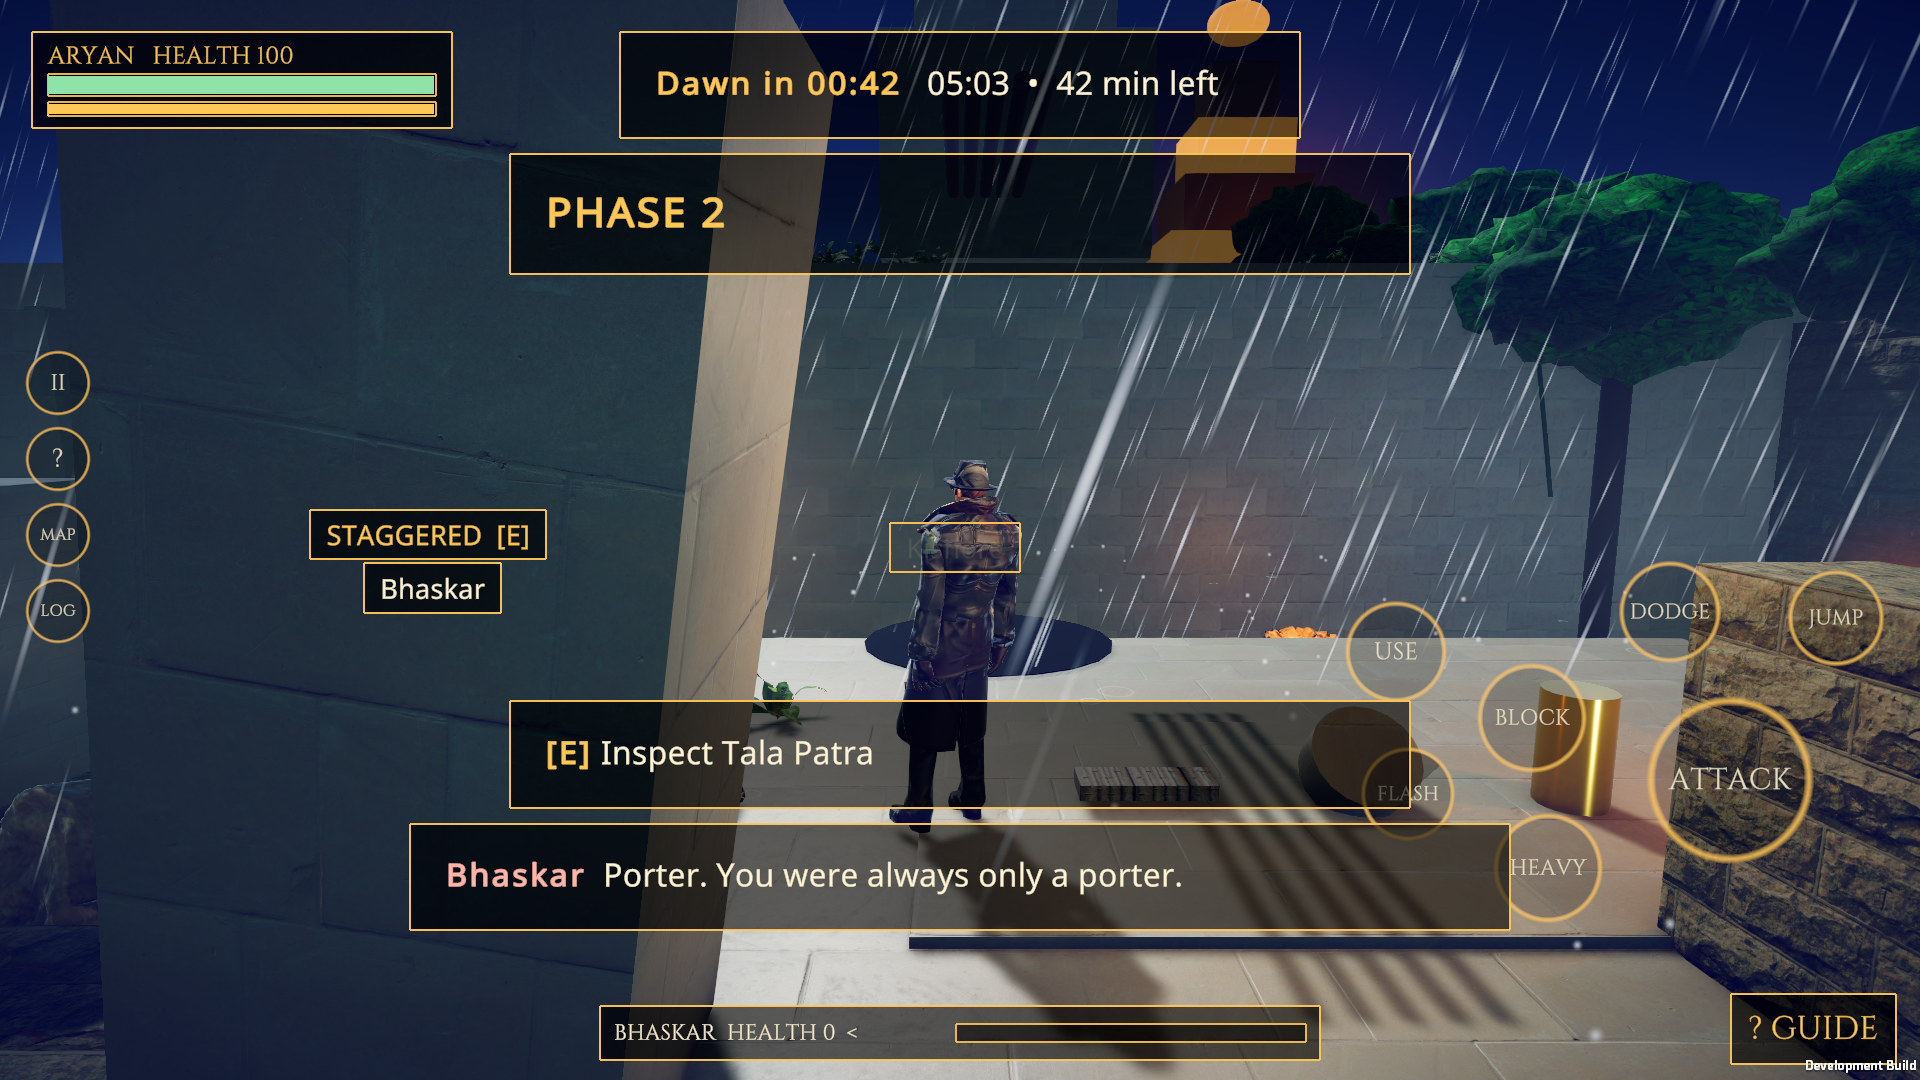 ARYAN HEALTH 100
Dawn in 00:42 05:03 • 42 min left
PHASE 2
II
?
MAP
LOG
STAGGERED [E]
Bhaskar
USE
DODGE
JUMP
BLOCK
ATTACK
FLASH
HEAVY
[E] Inspect Tala Patra
Bhaskar Porter. You were always only a porter.
BHASKAR HEALTH 0 <
? GUIDE
Development Build